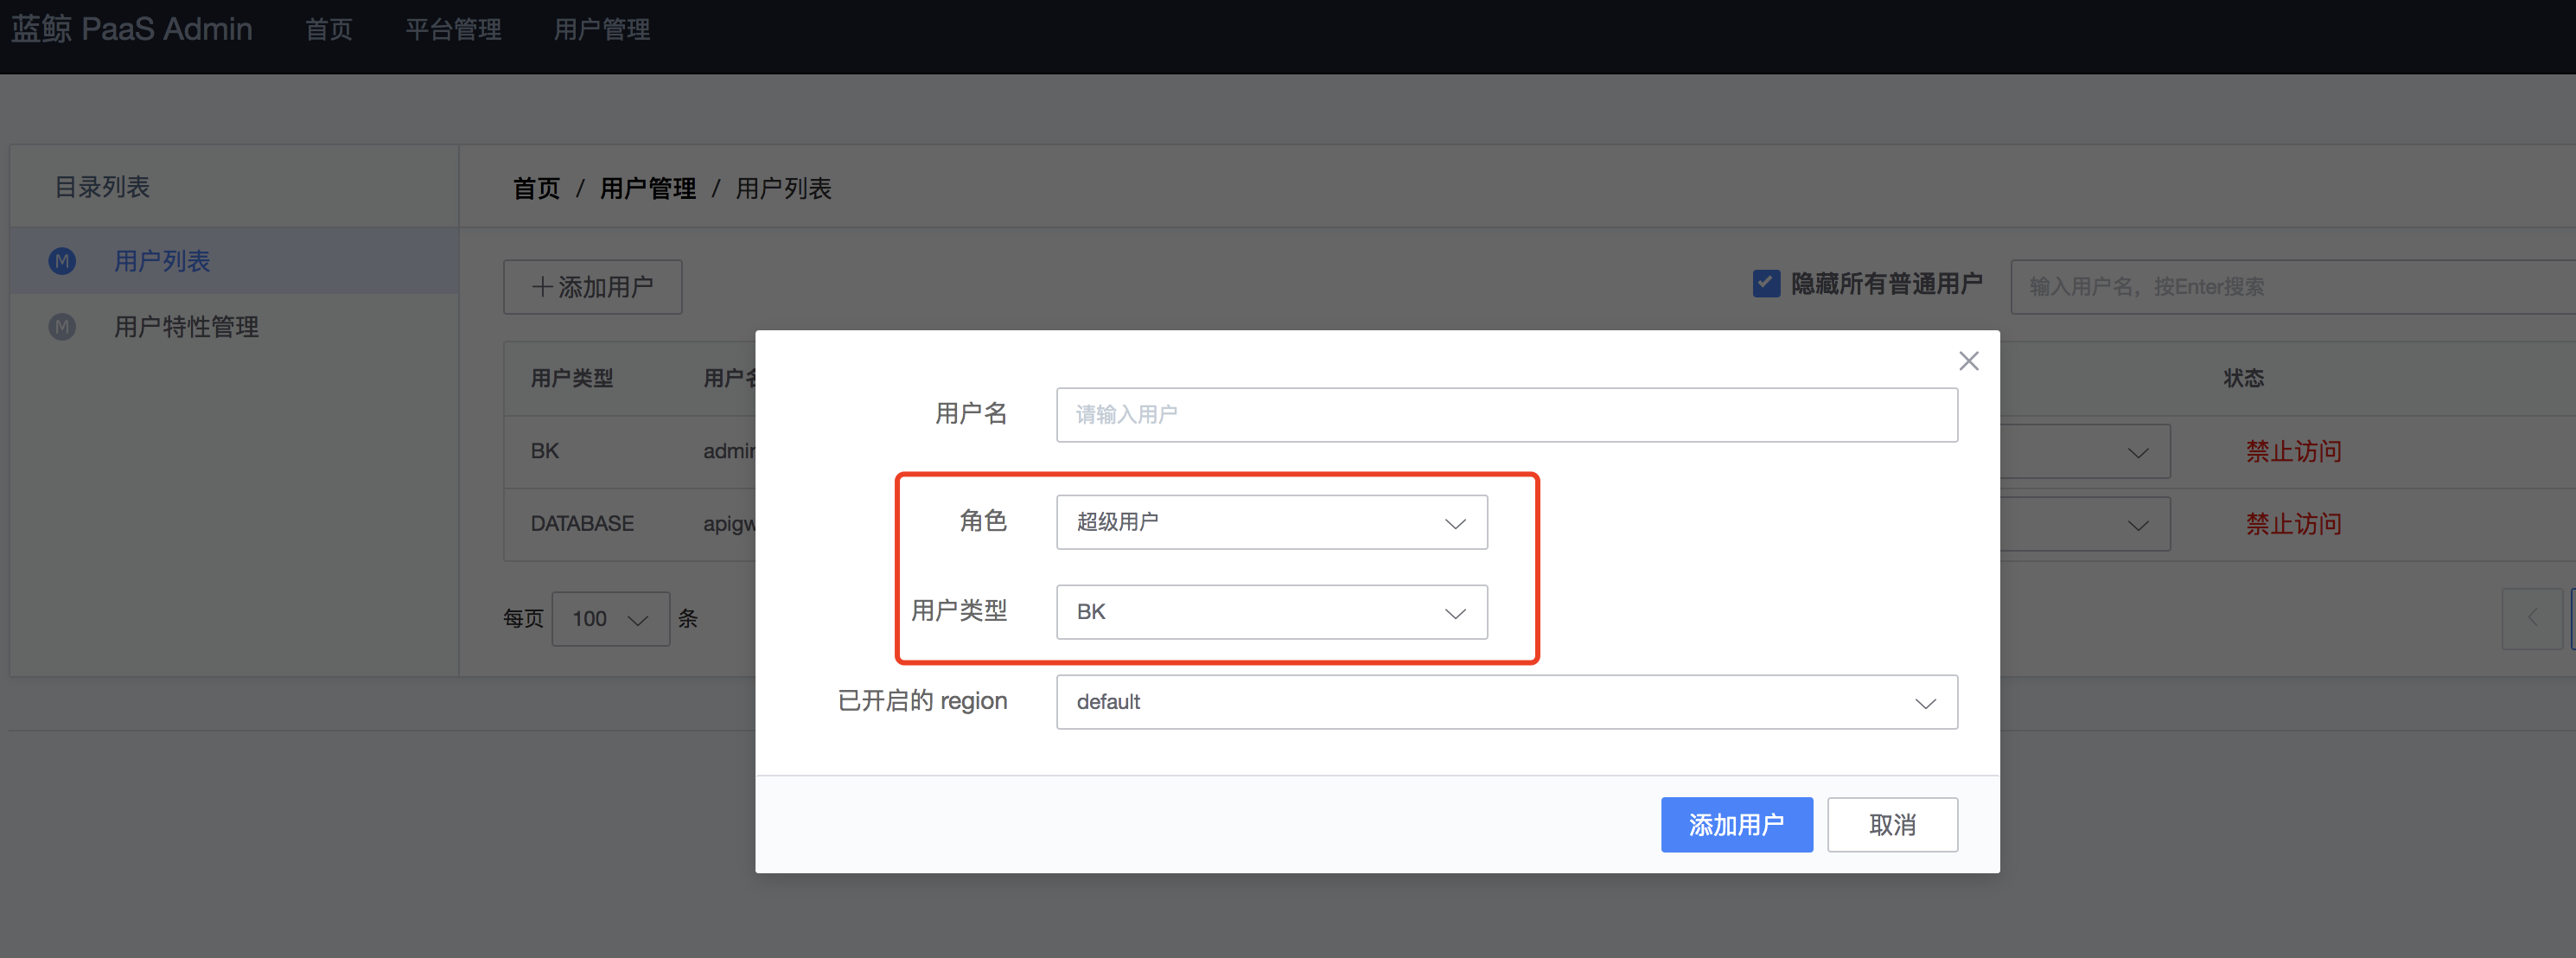 蓝鲸 PaaS Admin 首页 平台管理 用户管理
目录列表
首页 / 用户管理 / 用户列表
M 用户列表
M 用户特性管理
添加用户
隐藏所有普通用户
输入用户名，按Enter搜索
用户类型 用户名 状态
BK admin 禁止访问
DATABASE apigw 禁止访问
每页 100 条
用户名 请输入用户
角色 超级用户
用户类型 BK
已开启的 region default
添加用户 取消